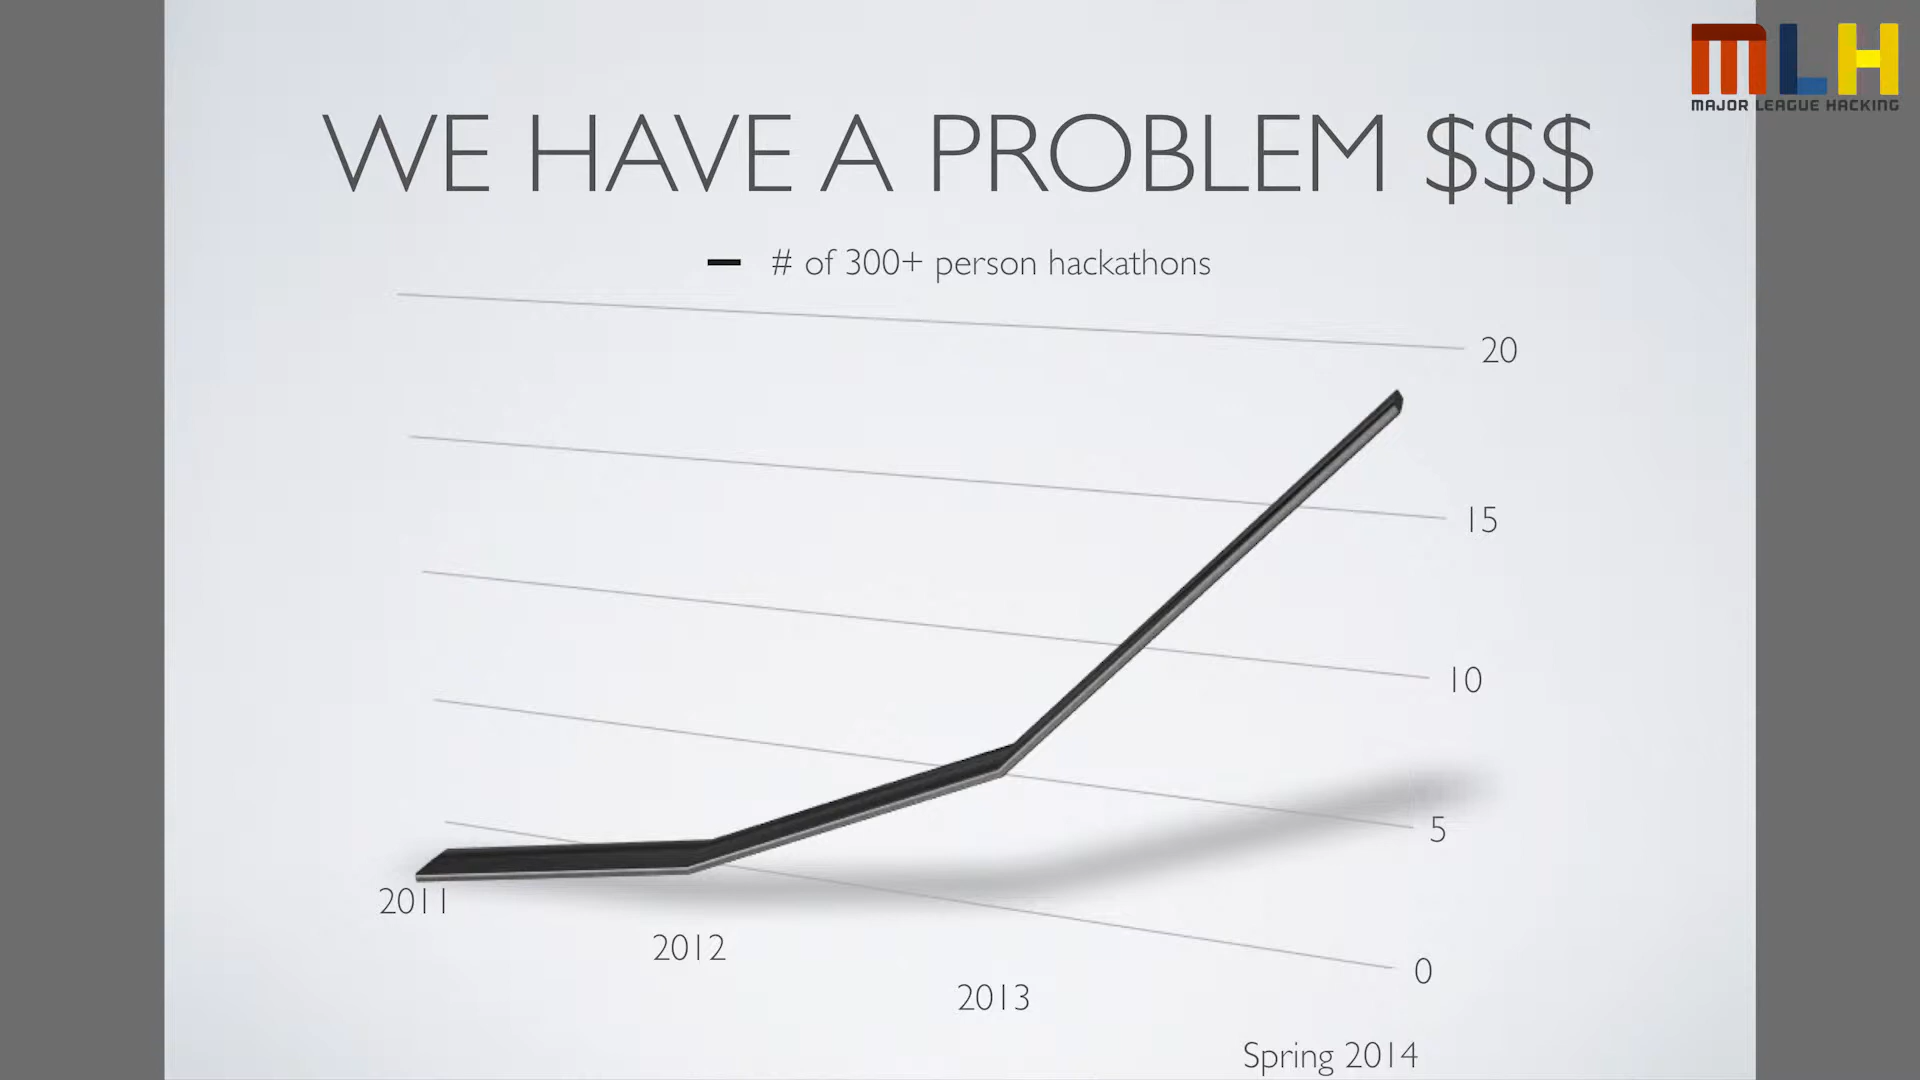 MLH
MAJOR LEAGUE HACKING
WE HAVE A PROBLEM $$$
# of 300+ person hackathons
20
15
10
5
0
2011
2012
2013
Spring 2014